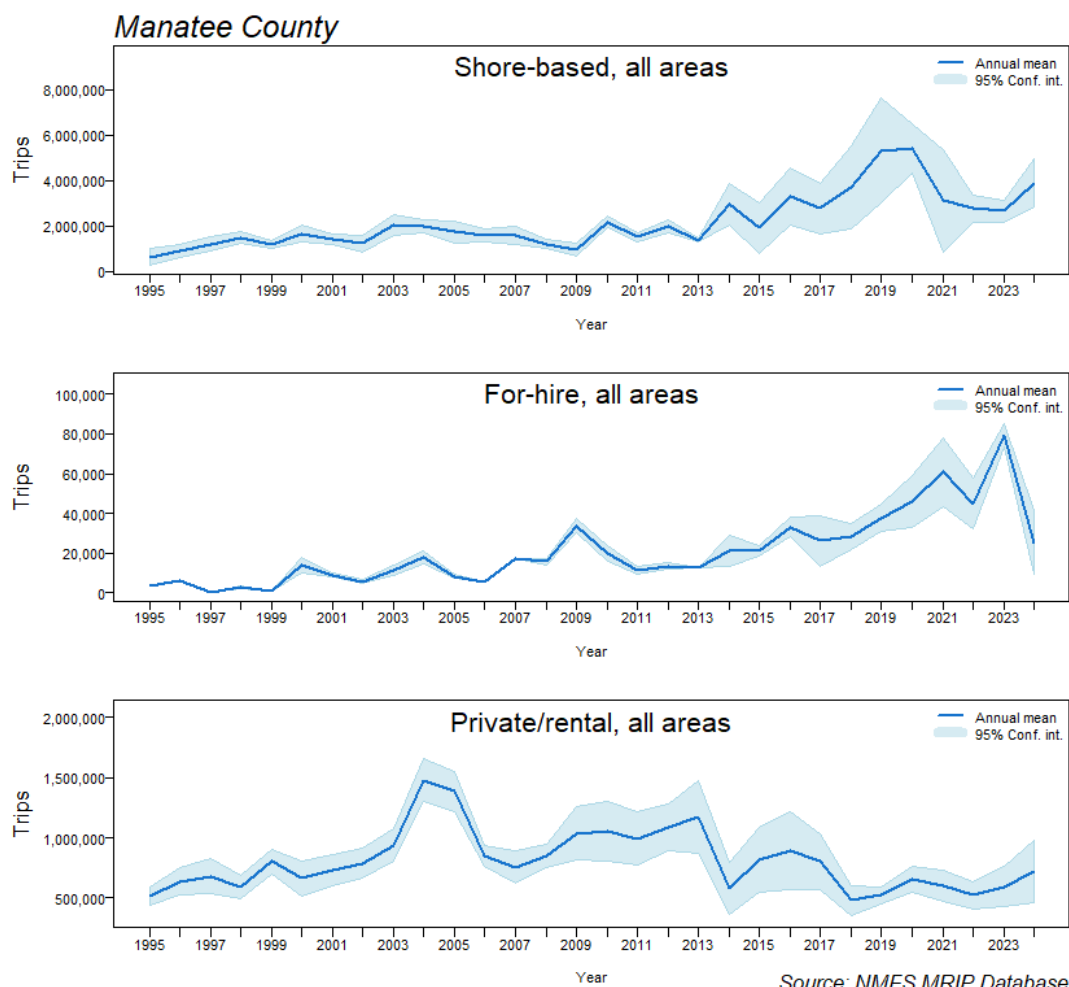 Manatee County
Shore-based, all areas
Annual mean
95% Conf. int.
Trips
8,000,000
6,000,000
4,000,000
2,000,000
0
1995 1997 1999 2001 2003 2005 2007 2009 2011 2013 2015 2017 2019 2021 2023
Year
For-hire, all areas
Annual mean
95% Conf. int.
Trips
100,000
80,000
60,000
40,000
20,000
0
1995 1997 1999 2001 2003 2005 2007 2009 2011 2013 2015 2017 2019 2021 2023
Year
Private/rental, all areas
Annual mean
95% Conf. int.
Trips
2,000,000
1,500,000
1,000,000
500,000
1995 1997 1999 2001 2003 2005 2007 2009 2011 2013 2015 2017 2019 2021 2023
Year
Source: NMFS MRIP Database